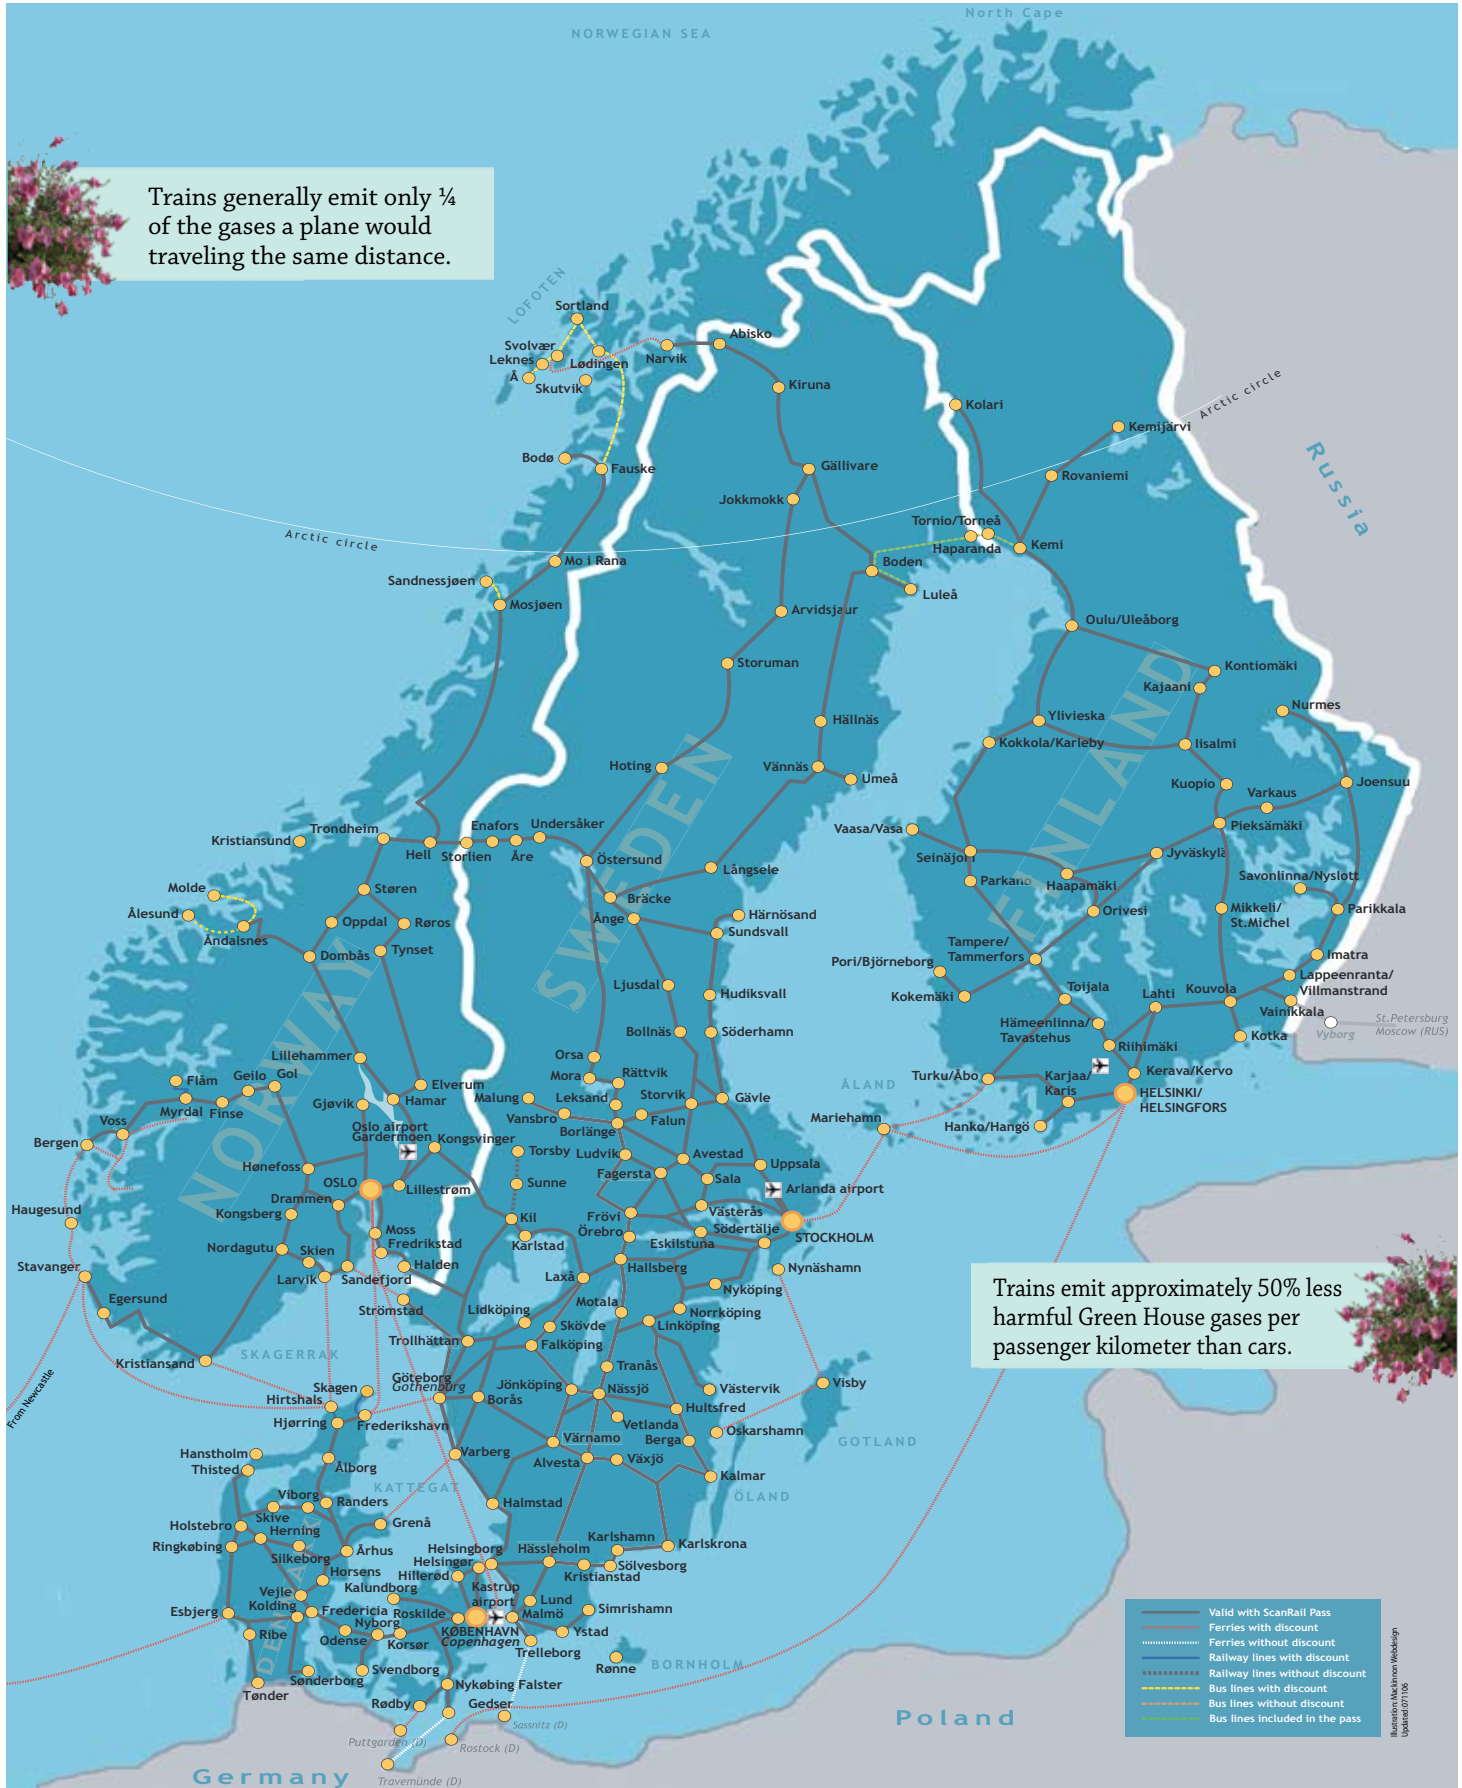 North Cape
NORWEGIAN SEA
Trains generally emit only ¼
of the gases a plane would
traveling the same distance.
LOFOTEN
Sortland
Svolvær
Leknes
Lødingen
Å
Skutvik
Narvik
Abisko
Kiruna
Kolari
Arctic circle
Kemijärvi
Bodø
Fauske
Gällivare
Rovaniemi
Jokkmokk
Russia
Tornio/Torneå
Haparanda
Kemi
Arctic circle
Mo i Rana
Boden
Sandnessjøen
Luleå
Mosjøen
Arvidsjaur
Oulu/Uleåborg
Storuman
Kontiomäki
Kajaani
Nurmes
Hällnäs
Ylivieska
Kokkola/Karleby
Iisalmi
FINLAND
SWEDEN
NORWAY
DENMARK
Hoting
Vännäs
Umeå
Kuopio
Varkaus
Joensuu
Trondheim
Kristiansund
Hell
Storlien
Enafors
Åre
Undersåker
Östersund
Långsele
Vaasa/Vasa
Seinäjori
Pieksämäki
Jyväskylä
Parkano
Haapamäki
Savonlinna/Nyslott
Støren
Molde
Ålesund
Åndalsnes
Oppdal
Røros
Bräcke
Ånge
Härnösand
Sundsvall
Orivesi
Mikkeli/
St.Michel
Parikkala
Dombås
Tynset
Tampere/
Tammerfors
Pori/Björneborg
Kokemäki
Imatra
Lappeenranta/
Villmanstrand
Ljusdal
Hudiksvall
Toijala
Lahti
Kouvola
Vainikkala
St.Petersburg
Moscow (RUS)
Vyborg
Bollnäs
Söderhamn
Hämeenlinna/
Tavastehus
Riihimäki
Kotka
Lillehammer
Orsa
Mora
Rättvik
Turku/Åbo
Karjaa/
Karis
Kerava/Kervo
HELSINKI/
HELSINGFORS
Hanko/Hangö
ÅLAND
Mariehamn
Flåm
Geilo
Gol
Myrdal
Finse
Voss
Bergen
Gjøvik
Elverum
Hamar
Malung
Vansbro
Leksand
Storvik
Gävle
Borlänge
Falun
Oslo airport
Gardermoen
Kongsvinger
Torsby
Ludvik
Avestad
Uppsala
Hønefoss
OSLO
Lillestrøm
Sunne
Fagersta
Sala
Arlanda airport
Drammen
Kongsberg
Haugesund
Kil
Karlstad
Frövi
Örebro
Västerås
Södertälje
STOCKHOLM
Moss
Fredrikstad
Nordagutu
Skien
Halden
Eskilstuna
Hallsberg
Nynäshamn
Stavanger
Larvik
Sandefjord
Laxå
Nyköping
Egersund
Strömstad
Lidköping
Motala
Norrköping
Linköping
Skövde
Trollhättan
Falköping
Trains emit approximately 50% less
harmful Green House gases per
passenger kilometer than cars.
Kristiansand
SKAGERRAK
From Newcastle
Tranås
Skagen
Hirtshals
Hjørring
Frederikshavn
Göteborg
Gothenburg
Borås
Jönköping
Nässjö
Västervik
Visby
Hultsfred
Vetlanda
Berga
Oskarshamn
GOTLAND
Hanstholm
Thisted
Ålborg
Varberg
Värnamo
Alvesta
Växjö
Kalmar
ÖLAND
KATTEGAT
Viborg
Skive
Randers
Halmstad
Holstebro
Herning
Grenå
Ringkøbing
Silkeborg
Århus
Helsingborg
Helsingør
Hillerød
Hässleholm
Karlshamn
Karlskrona
Sölvesborg
Kristianstad
Horsens
Vejle
Kalundborg
Kastrup
airport
Lund
Esbjerg
Kolding
Fredericia
Nyborg
Roskilde
KØBENHAVN
Copenhagen
Malmö
Simrishamn
Ystad
Ribe
Odense
Korsør
Trelleborg
Rønne
BORNHOLM
Sønderborg
Svendborg
Tønder
Nykøbing Falster
Rødby
Gedser
Sassnitz (D)
Puttgarden (D)
Rostock (D)
Travemünde (D)
Germany
Poland
Valid with ScanRail Pass
Ferries with discount
Ferries without discount
Railway lines with discount
Railway lines without discount
Bus lines with discount
Bus lines without discount
Bus lines included in the pass
Illustration: Mackinnon Webdesign
Updated:071106